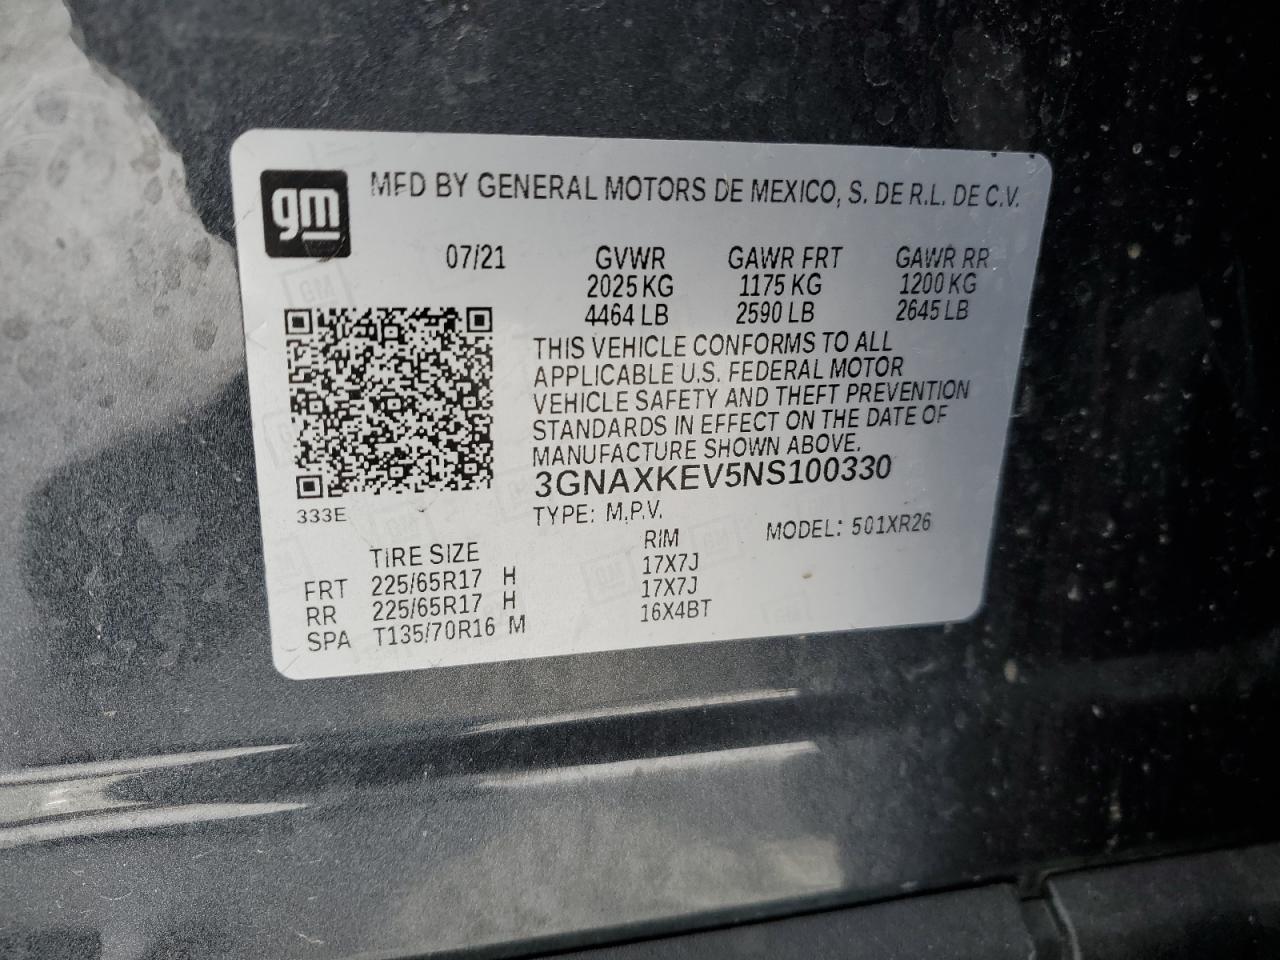 gm
MFD BY GENERAL MOTORS DE MEXICO, S. DE R.L. DE C.V.
07/21 GVWR GAWR FRT GAWR RR
2025 KG 1175 KG 1200 KG
4464 LB 2590 LB 2645 LB
THIS VEHICLE CONFORMS TO ALL
APPLICABLE U.S. FEDERAL MOTOR
VEHICLE SAFETY AND THEFT PREVENTION
STANDARDS IN EFFECT ON THE DATE OF
MANUFACTURE SHOWN ABOVE.
3GNAXKEV5NS100330
333E
TYPE: M.P.V.
MODEL: 501XR26
TIRE SIZE RIM
FRT 225/65R17 H 17X7J
RR 225/65R17 H 17X7J
SPA T135/70R16 M 16X4BT